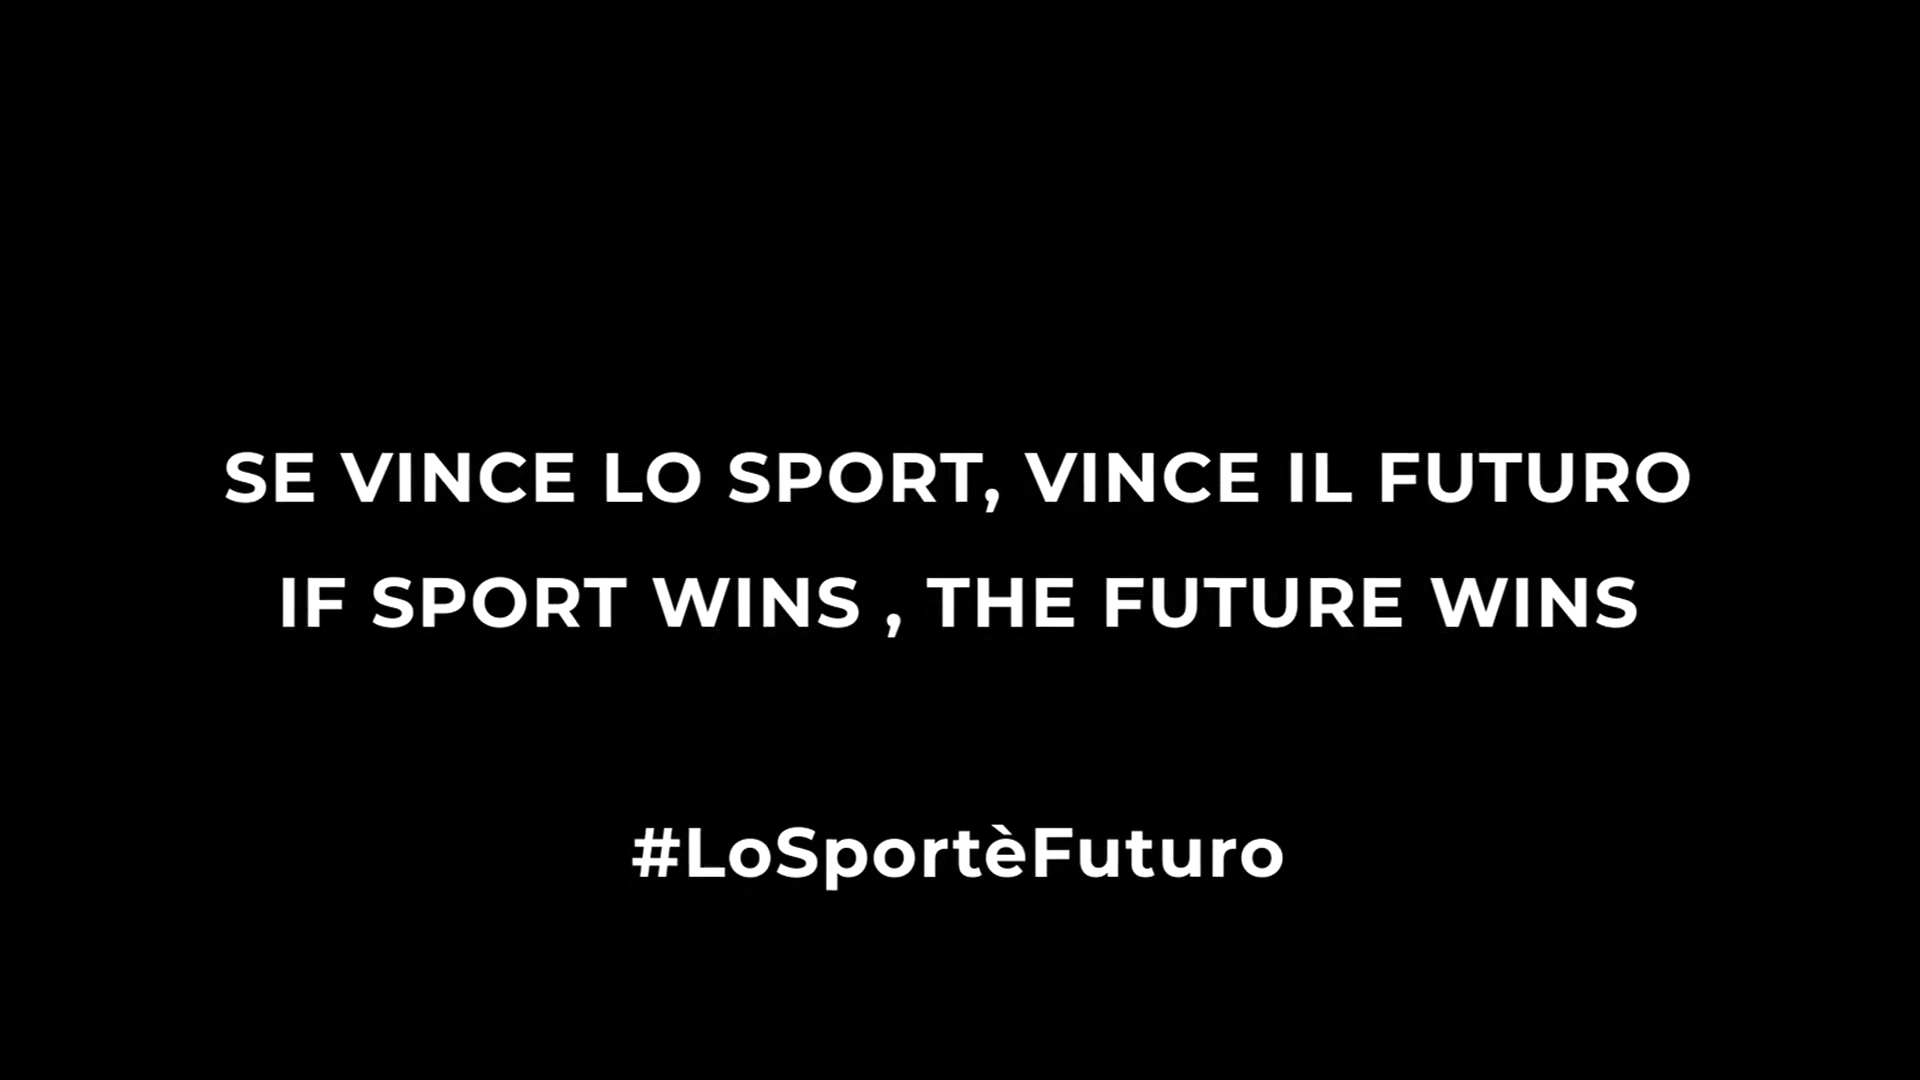 SE VINCE LO SPORT, VINCE IL FUTURO
IF SPORT WINS , THE FUTURE WINS
#LoSportèFuturo